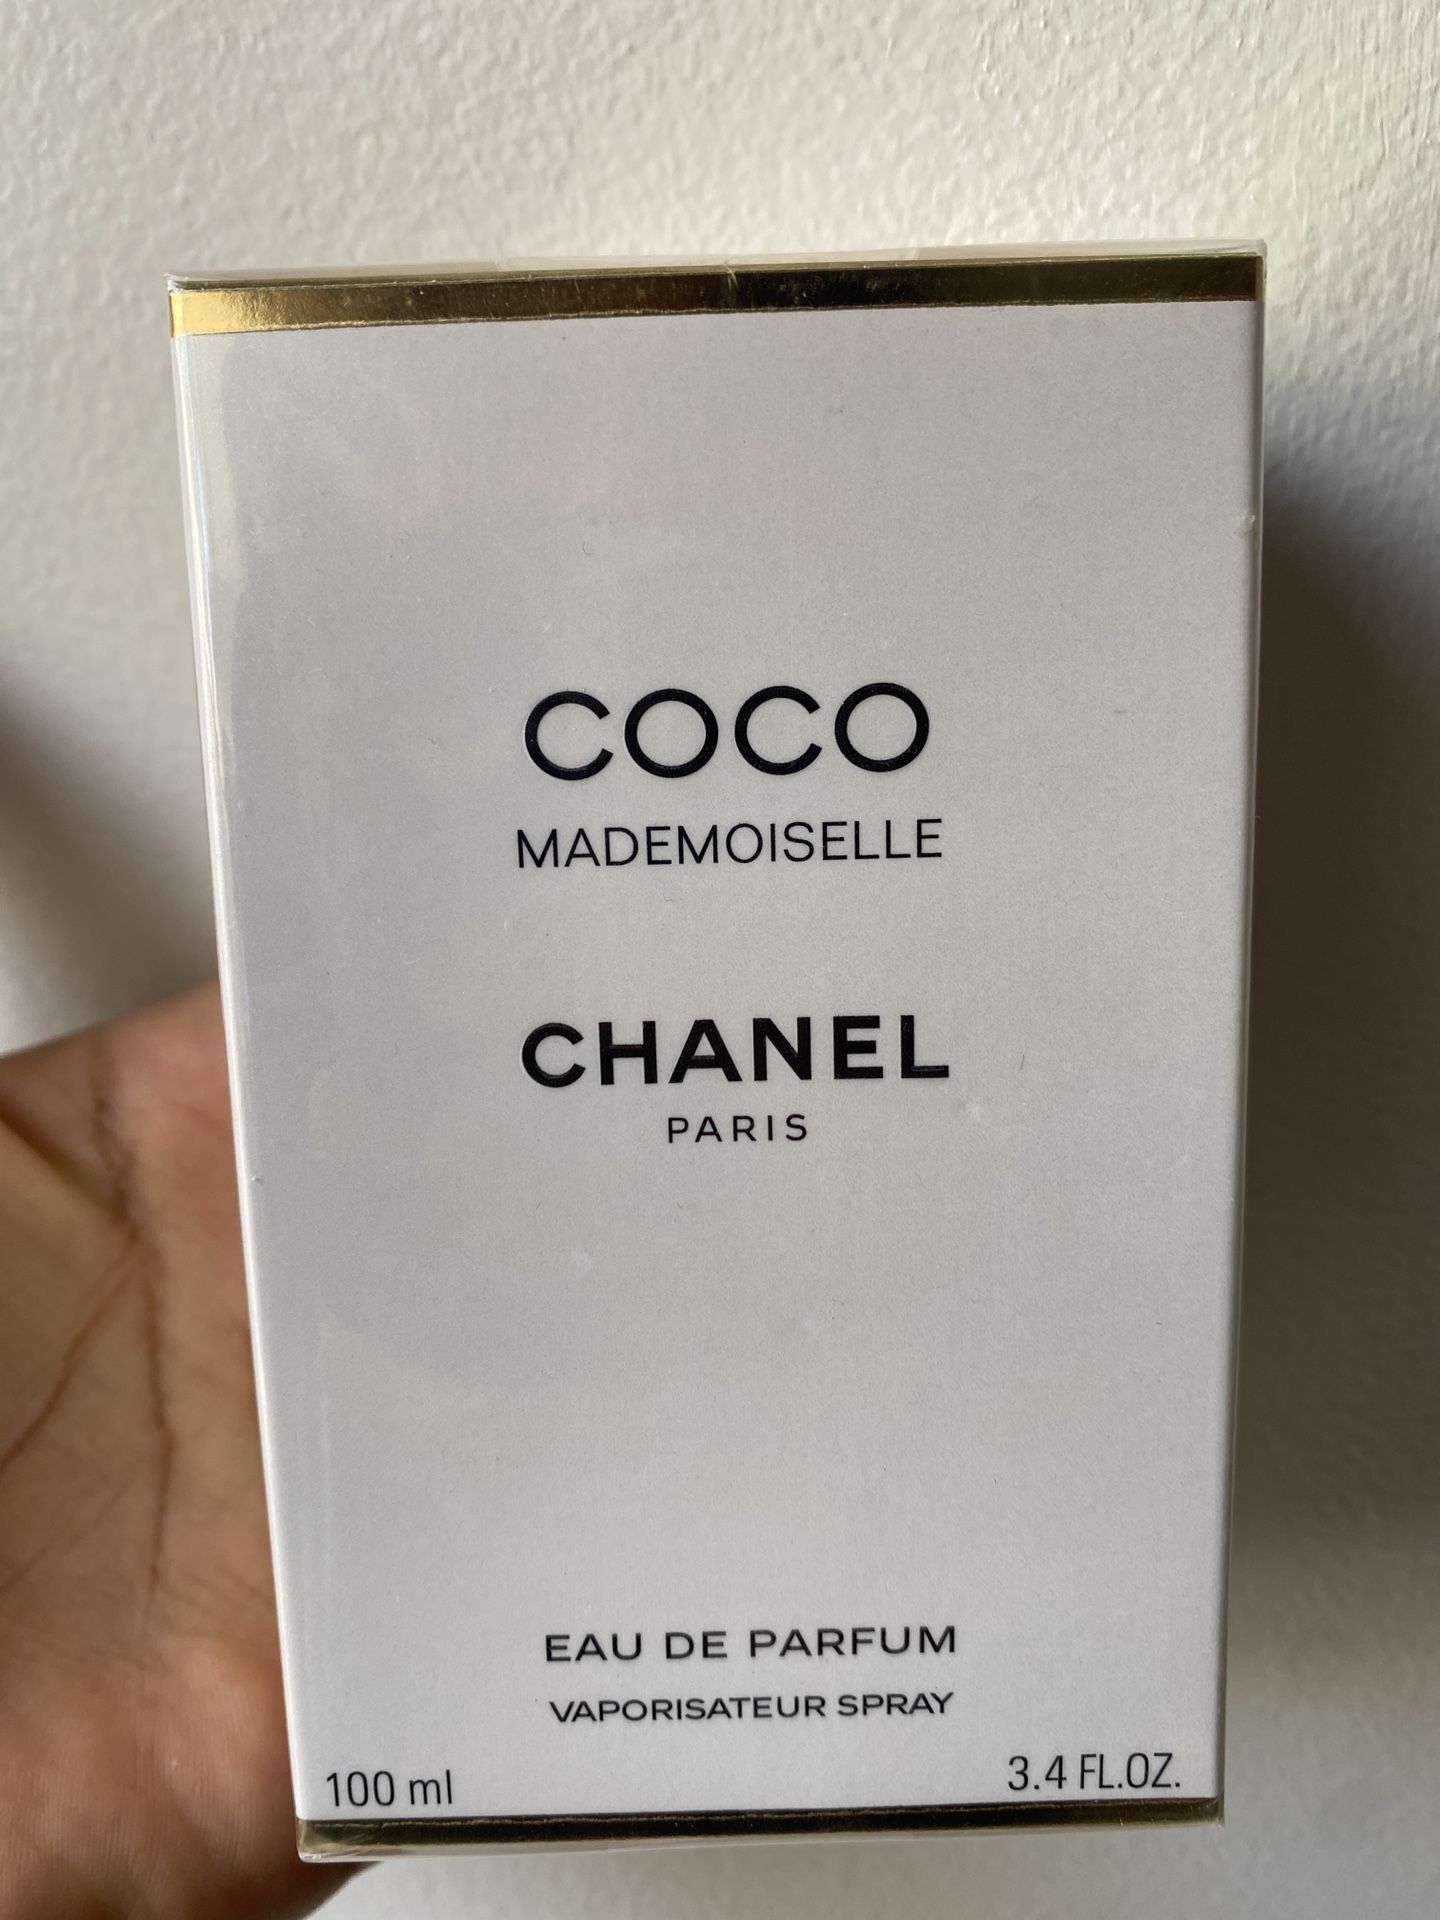 COCO
MADEMOISELLE
CHANEL
PARIS
EAU DE PARFUM
VAPORISATEUR SPRAY
100 ml 3.4 FL.OZ.